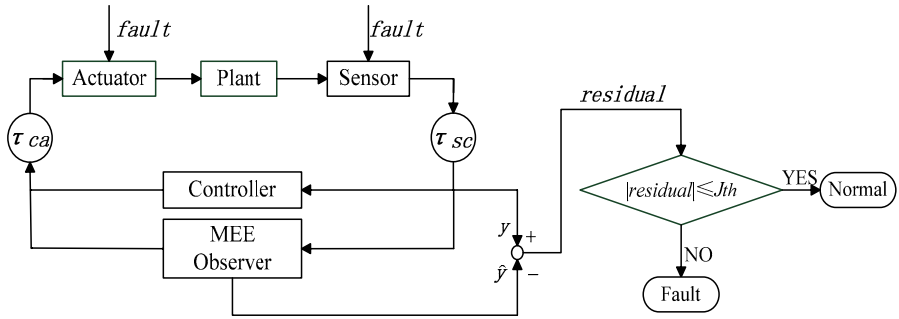 fault
fault
Actuator
Plant
Sensor
τ ca
τ sc
residual
Controller
MEE
Observer
y
+
ŷ
−
|residual|≤Jth
YES
Normal
NO
Fault